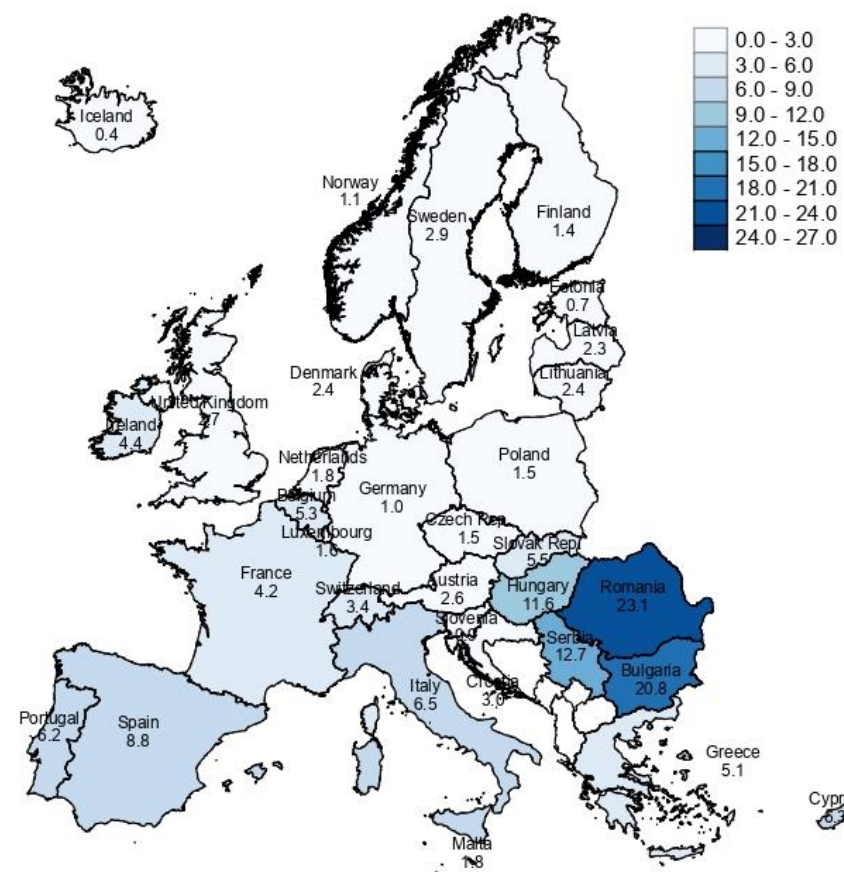 0.0 - 3.0
3.0 - 6.0
6.0 - 9.0
9.0 - 12.0
12.0 - 15.0
15.0 - 18.0
18.0 - 21.0
21.0 - 24.0
24.0 - 27.0
Iceland
0.4
Norway
1.1
Sweden
2.9
Finland
1.4
Estonia
0.7
Latvia
2.3
Lithuania
2.4
Denmark
2.4
United Kingdom
Ireland
4.4
Netherlands
1.8
Belgium
5.3
Luxembourg
1.6
Germany
1.0
Poland
1.5
Czech Rep.
1.5
Slovak Rep.
5.5
France
4.2
Switzerland
3.4
Austria
2.6
Hungary
11.6
Romania
23.1
Slovenia
Serbia
12.7
Croatia
3.0
Bulgaria
20.8
Italy
6.5
Portugal
6.2
Spain
8.8
Greece
5.1
Cypr
Malta
1.8